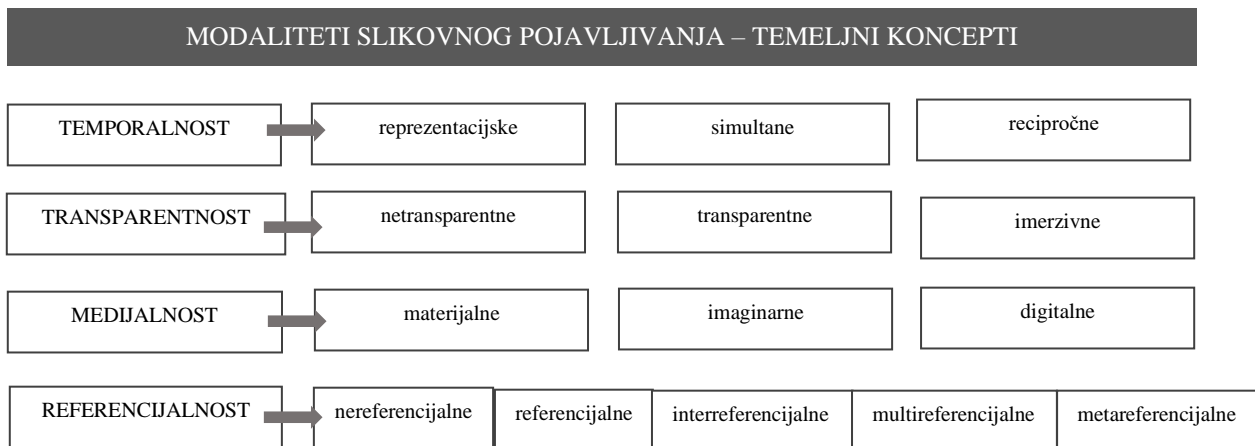 MODALITETI SLIKOVNOG POJAVLJIVANJA – TEMELJNI KONCEPTI
TEMPORALNOST reprezentacijske simultane recipročne
TRANSPARENTNOST netransparentne transparentne imerzivne
MEDIJALNOST materijalne imaginarne digitalne
REFERENCIJALNOST nereferencijalne referencijalne interreferencijalne multireferencijalne metareferencijalne